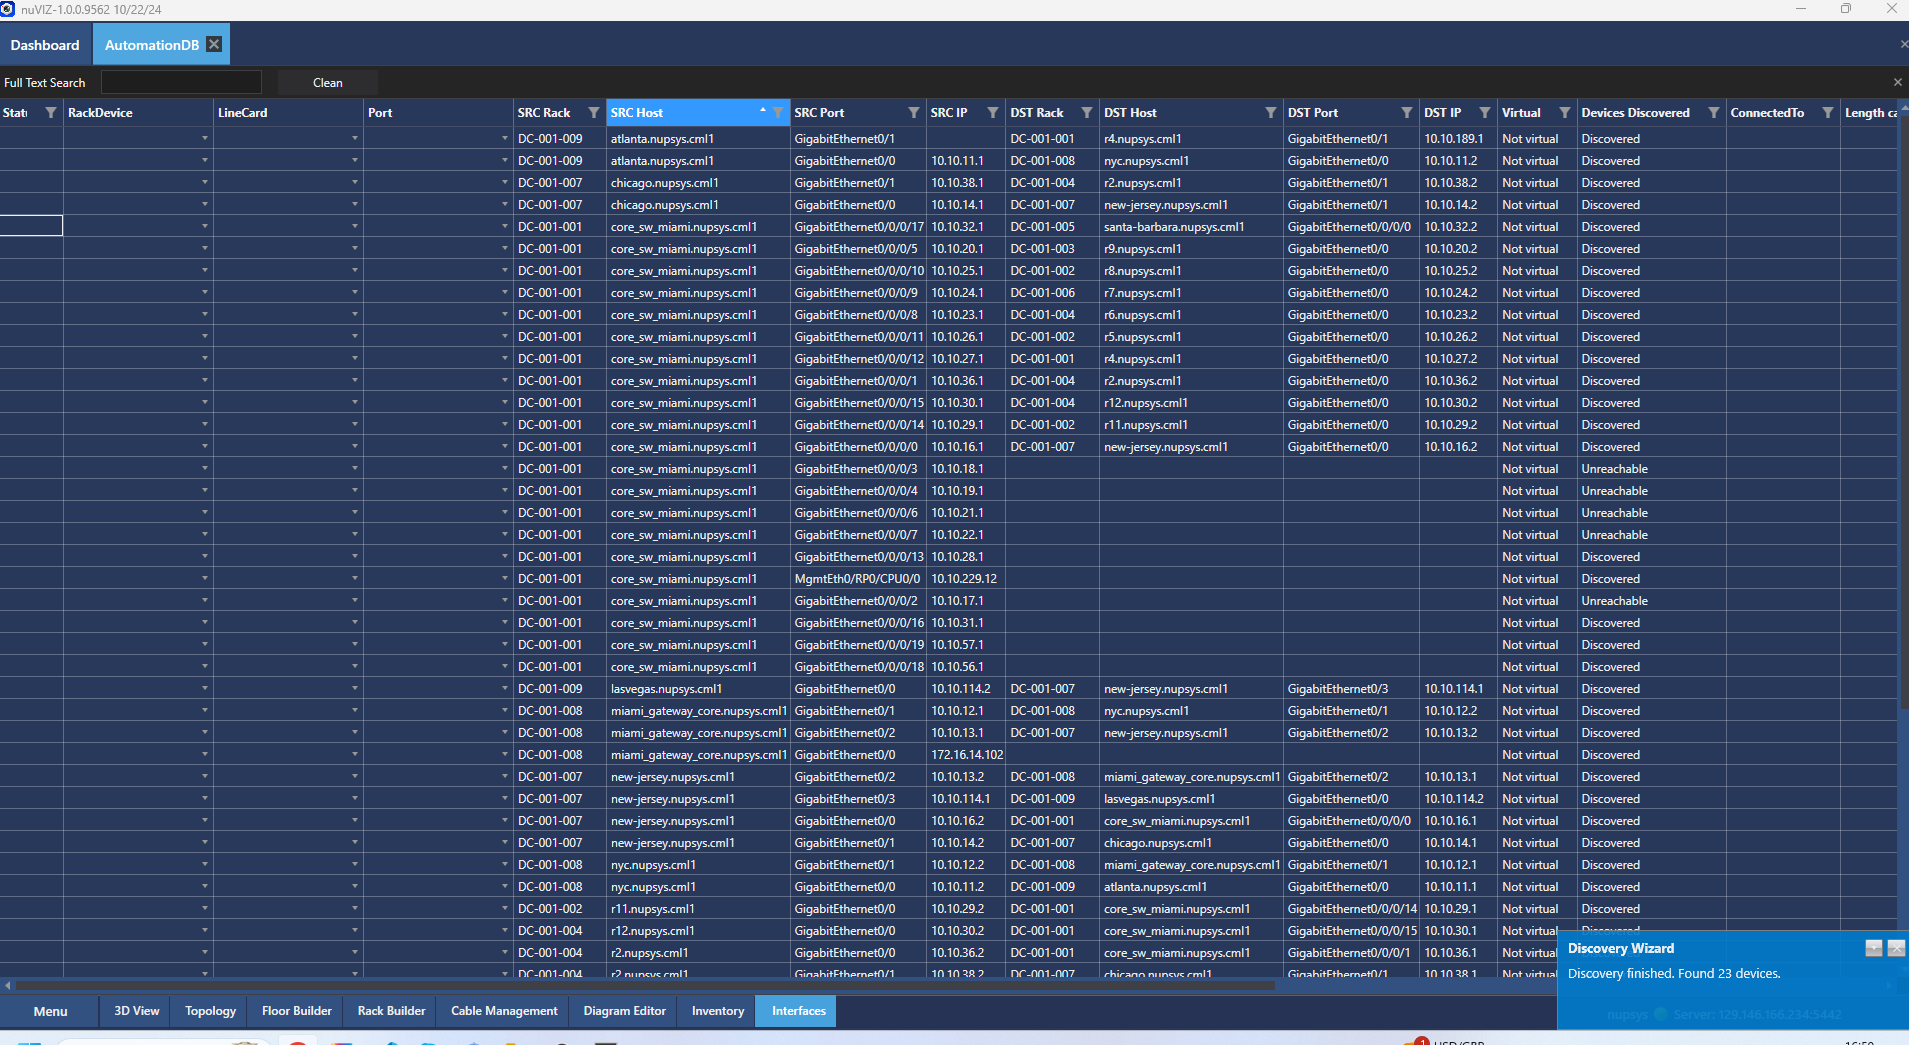 nuVIZ-1.0.0.9562 10/22/24
Dashboard AutomationDB
Full Text Search Clean
Stat RackDevice LineCard Port SRC Rack SRC Host SRC Port SRC IP DST Rack DST Host DST Port DST IP Virtual Devices Discovered ConnectedTo Length ca
DC-001-009 atlanta.nupsys.cml1 GigabitEthernet0/1 DC-001-001 r4.nupsys.cml1 GigabitEthernet0/1 10.10.189.1 Not virtual Discovered
DC-001-009 atlanta.nupsys.cml1 GigabitEthernet0/0 10.10.11.1 DC-001-008 nyc.nupsys.cml1 GigabitEthernet0/0 10.10.11.2 Not virtual Discovered
DC-001-007 chicago.nupsys.cml1 GigabitEthernet0/1 10.10.38.1 DC-001-004 r2.nupsys.cml1 GigabitEthernet0/1 10.10.38.2 Not virtual Discovered
DC-001-007 chicago.nupsys.cml1 GigabitEthernet0/0 10.10.14.1 DC-001-007 new-jersey.nupsys.cml1 GigabitEthernet0/1 10.10.14.2 Not virtual Discovered
DC-001-001 core_sw_miami.nupsys.cml1 GigabitEthernet0/0/0/17 10.10.32.1 DC-001-005 santa-barbara.nupsys.cml1 GigabitEthernet0/0/0/0 10.10.32.2 Not virtual Discovered
DC-001-001 core_sw_miami.nupsys.cml1 GigabitEthernet0/0/0/5 10.10.20.1 DC-001-003 r9.nupsys.cml1 GigabitEthernet0/0 10.10.20.2 Not virtual Discovered
DC-001-001 core_sw_miami.nupsys.cml1 GigabitEthernet0/0/0/10 10.10.25.1 DC-001-002 r8.nupsys.cml1 GigabitEthernet0/0 10.10.25.2 Not virtual Discovered
DC-001-001 core_sw_miami.nupsys.cml1 GigabitEthernet0/0/0/9 10.10.24.1 DC-001-006 r7.nupsys.cml1 GigabitEthernet0/0 10.10.24.2 Not virtual Discovered
DC-001-001 core_sw_miami.nupsys.cml1 GigabitEthernet0/0/0/8 10.10.23.1 DC-001-004 r6.nupsys.cml1 GigabitEthernet0/0 10.10.23.2 Not virtual Discovered
DC-001-001 core_sw_miami.nupsys.cml1 GigabitEthernet0/0/0/11 10.10.26.1 DC-001-002 r5.nupsys.cml1 GigabitEthernet0/0 10.10.26.2 Not virtual Discovered
DC-001-001 core_sw_miami.nupsys.cml1 GigabitEthernet0/0/0/12 10.10.27.1 DC-001-001 r4.nupsys.cml1 GigabitEthernet0/0 10.10.27.2 Not virtual Discovered
DC-001-001 core_sw_miami.nupsys.cml1 GigabitEthernet0/0/0/1 10.10.36.1 DC-001-004 r2.nupsys.cml1 GigabitEthernet0/0 10.10.36.2 Not virtual Discovered
DC-001-001 core_sw_miami.nupsys.cml1 GigabitEthernet0/0/0/15 10.10.30.1 DC-001-004 r12.nupsys.cml1 GigabitEthernet0/0 10.10.30.2 Not virtual Discovered
DC-001-001 core_sw_miami.nupsys.cml1 GigabitEthernet0/0/0/14 10.10.29.1 DC-001-002 r11.nupsys.cml1 GigabitEthernet0/0 10.10.29.2 Not virtual Discovered
DC-001-001 core_sw_miami.nupsys.cml1 GigabitEthernet0/0/0/0 10.10.16.1 DC-001-007 new-jersey.nupsys.cml1 GigabitEthernet0/0 10.10.16.2 Not virtual Discovered
DC-001-001 core_sw_miami.nupsys.cml1 GigabitEthernet0/0/0/3 10.10.18.1 Not virtual Unreachable
DC-001-001 core_sw_miami.nupsys.cml1 GigabitEthernet0/0/0/4 10.10.19.1 Not virtual Unreachable
DC-001-001 core_sw_miami.nupsys.cml1 GigabitEthernet0/0/0/6 10.10.21.1 Not virtual Unreachable
DC-001-001 core_sw_miami.nupsys.cml1 GigabitEthernet0/0/0/7 10.10.22.1 Not virtual Unreachable
DC-001-001 core_sw_miami.nupsys.cml1 GigabitEthernet0/0/0/13 10.10.28.1 Not virtual Discovered
DC-001-001 core_sw_miami.nupsys.cml1 MgmtEth0/RP0/CPU0/0 10.10.229.12 Not virtual Discovered
DC-001-001 core_sw_miami.nupsys.cml1 GigabitEthernet0/0/0/2 10.10.17.1 Not virtual Unreachable
DC-001-001 core_sw_miami.nupsys.cml1 GigabitEthernet0/0/0/16 10.10.31.1 Not virtual Discovered
DC-001-001 core_sw_miami.nupsys.cml1 GigabitEthernet0/0/0/19 10.10.57.1 Not virtual Discovered
DC-001-001 core_sw_miami.nupsys.cml1 GigabitEthernet0/0/0/18 10.10.56.1 Not virtual Discovered
DC-001-009 lasvegas.nupsys.cml1 GigabitEthernet0/0 10.10.114.2 DC-001-007 new-jersey.nupsys.cml1 GigabitEthernet0/3 10.10.114.1 Not virtual Discovered
DC-001-008 miami_gateway_core.nupsys.cml1 GigabitEthernet0/1 10.10.12.1 DC-001-008 nyc.nupsys.cml1 GigabitEthernet0/1 10.10.12.2 Not virtual Discovered
DC-001-008 miami_gateway_core.nupsys.cml1 GigabitEthernet0/2 10.10.13.1 DC-001-007 new-jersey.nupsys.cml1 GigabitEthernet0/2 10.10.13.2 Not virtual Discovered
DC-001-008 miami_gateway_core.nupsys.cml1 GigabitEthernet0/0 172.16.14.102 Not virtual Discovered
DC-001-007 new-jersey.nupsys.cml1 GigabitEthernet0/2 10.10.13.2 DC-001-008 miami_gateway_core.nupsys.cml1 GigabitEthernet0/2 10.10.13.1 Not virtual Discovered
DC-001-007 new-jersey.nupsys.cml1 GigabitEthernet0/3 10.10.114.1 DC-001-009 lasvegas.nupsys.cml1 GigabitEthernet0/0 10.10.114.2 Not virtual Discovered
DC-001-007 new-jersey.nupsys.cml1 GigabitEthernet0/0 10.10.16.2 DC-001-001 core_sw_miami.nupsys.cml1 GigabitEthernet0/0/0/0 10.10.16.1 Not virtual Discovered
DC-001-007 new-jersey.nupsys.cml1 GigabitEthernet0/1 10.10.14.2 DC-001-007 chicago.nupsys.cml1 GigabitEthernet0/0 10.10.14.1 Not virtual Discovered
DC-001-008 nyc.nupsys.cml1 GigabitEthernet0/1 10.10.12.2 DC-001-008 miami_gateway_core.nupsys.cml1 GigabitEthernet0/1 10.10.12.1 Not virtual Discovered
DC-001-008 nyc.nupsys.cml1 GigabitEthernet0/0 10.10.11.2 DC-001-009 atlanta.nupsys.cml1 GigabitEthernet0/0 10.10.11.1 Not virtual Discovered
DC-001-002 r11.nupsys.cml1 GigabitEthernet0/0 10.10.29.2 DC-001-001 core_sw_miami.nupsys.cml1 GigabitEthernet0/0/0/14 10.10.29.1 Not virtual Discovered
DC-001-004 r12.nupsys.cml1 GigabitEthernet0/0 10.10.30.2 DC-001-001 core_sw_miami.nupsys.cml1 GigabitEthernet0/0/0/15 10.10.30.1 Not virtual Discovered
DC-001-004 r2.nupsys.cml1 GigabitEthernet0/0 10.10.36.2 DC-001-001 core_sw_miami.nupsys.cml1 GigabitEthernet0/0/0/1 10.10.36.1 Not virtual
DC-001-004 r2.nupsys.cml1 GigabitEthernet0/1 10.10.38.2 DC-001-007 chicago.nupsys.cml1 GigabitEthernet0/1 10.10.38.1 Not virtual
Discovery Wizard
Discovery finished. Found 23 devices.
Menu 3D View Topology Floor Builder Rack Builder Cable Management Diagram Editor Inventory Interfaces
nupsys Server: 129.146.166.234:5442
1 USD/GBP 16:50